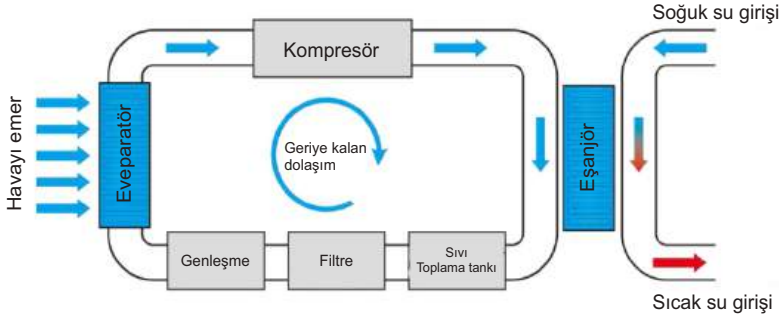 Soğuk su girişi
Kompresör
Havayı emer
Eveparatör
Geriye kalan
dolaşım
Eşanjör
Genleşme
Filtre
Sıvı
Toplama tankı
Sıcak su girişi